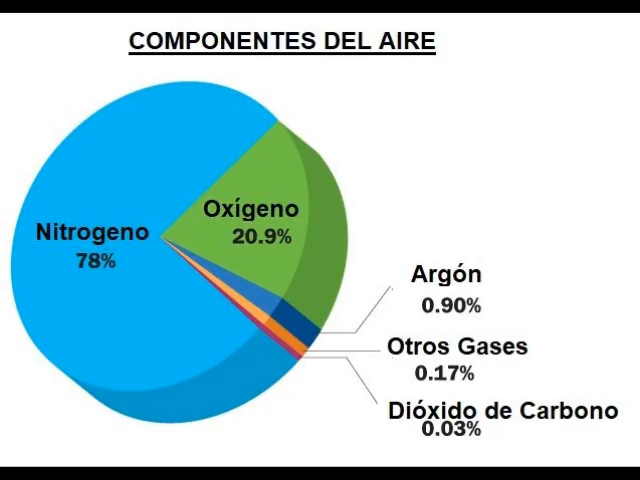 COMPONENTES DEL AIRE
Nitrogeno
78%
Oxígeno
20.9%
Argón
0.90%
Otros Gases
0.17%
Dióxido de Carbono
0.03%